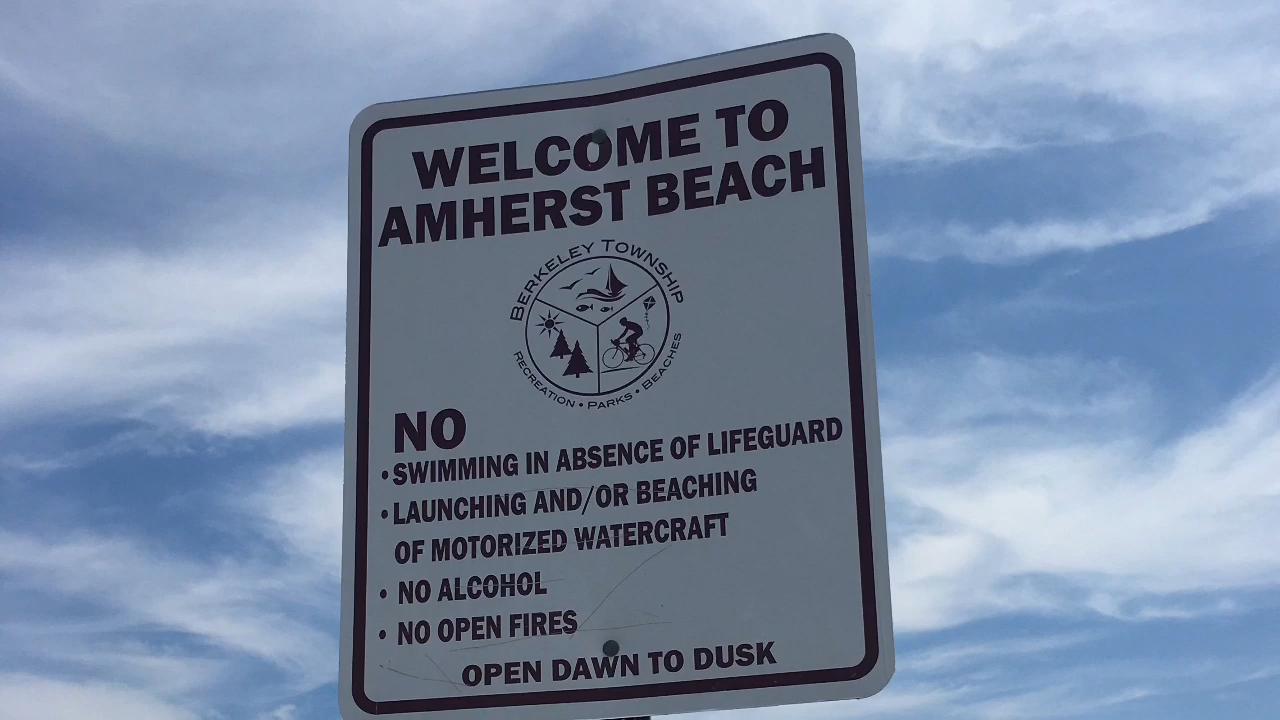 WELCOME TO
AMHERST BEACH
BERKELEY TOWNSHIP
RECREATION • PARKS • BEACHES
NO
• SWIMMING IN ABSENCE OF LIFEGUARD
• LAUNCHING AND/OR BEACHING
OF MOTORIZED WATERCRAFT
• NO ALCOHOL
• NO OPEN FIRES
OPEN DAWN TO DUSK